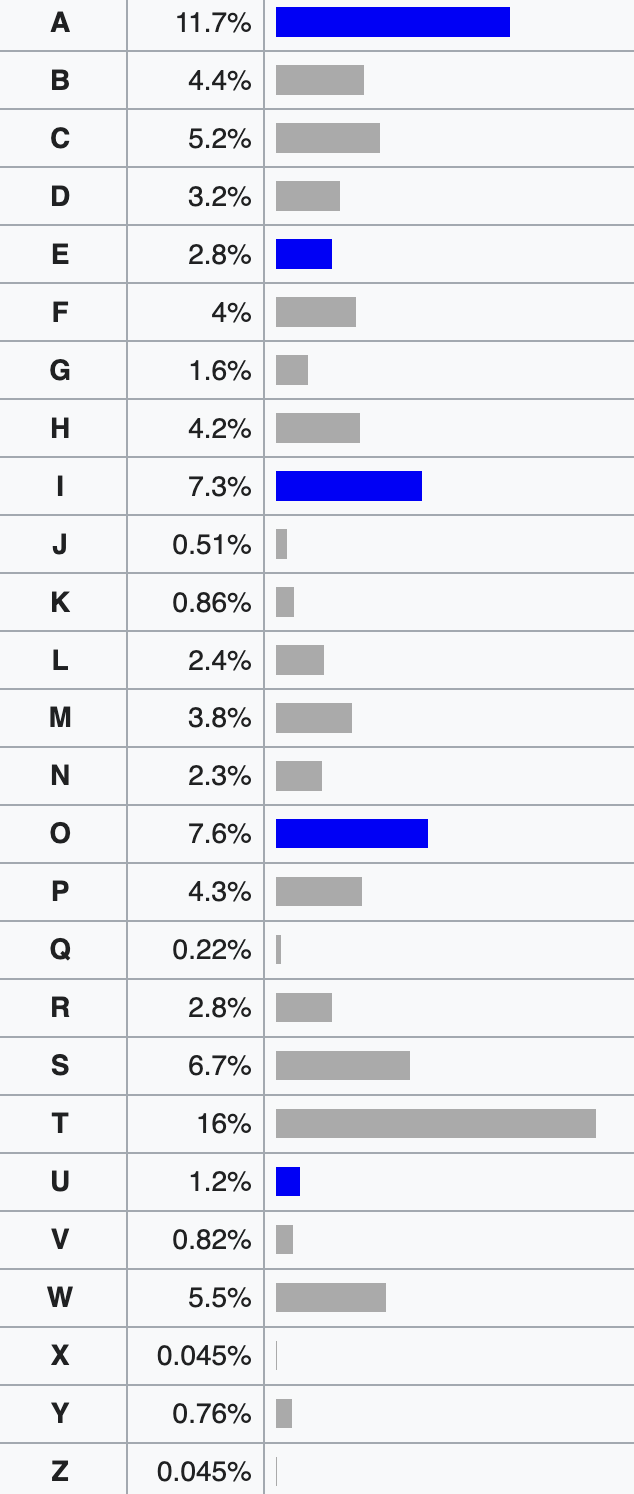 A 11.7%
B 4.4%
C 5.2%
D 3.2%
E 2.8%
F 4%
G 1.6%
H 4.2%
I 7.3%
J 0.51%
K 0.86%
L 2.4%
M 3.8%
N 2.3%
O 7.6%
P 4.3%
Q 0.22%
R 2.8%
S 6.7%
T 16%
U 1.2%
V 0.82%
W 5.5%
X 0.045%
Y 0.76%
Z 0.045%